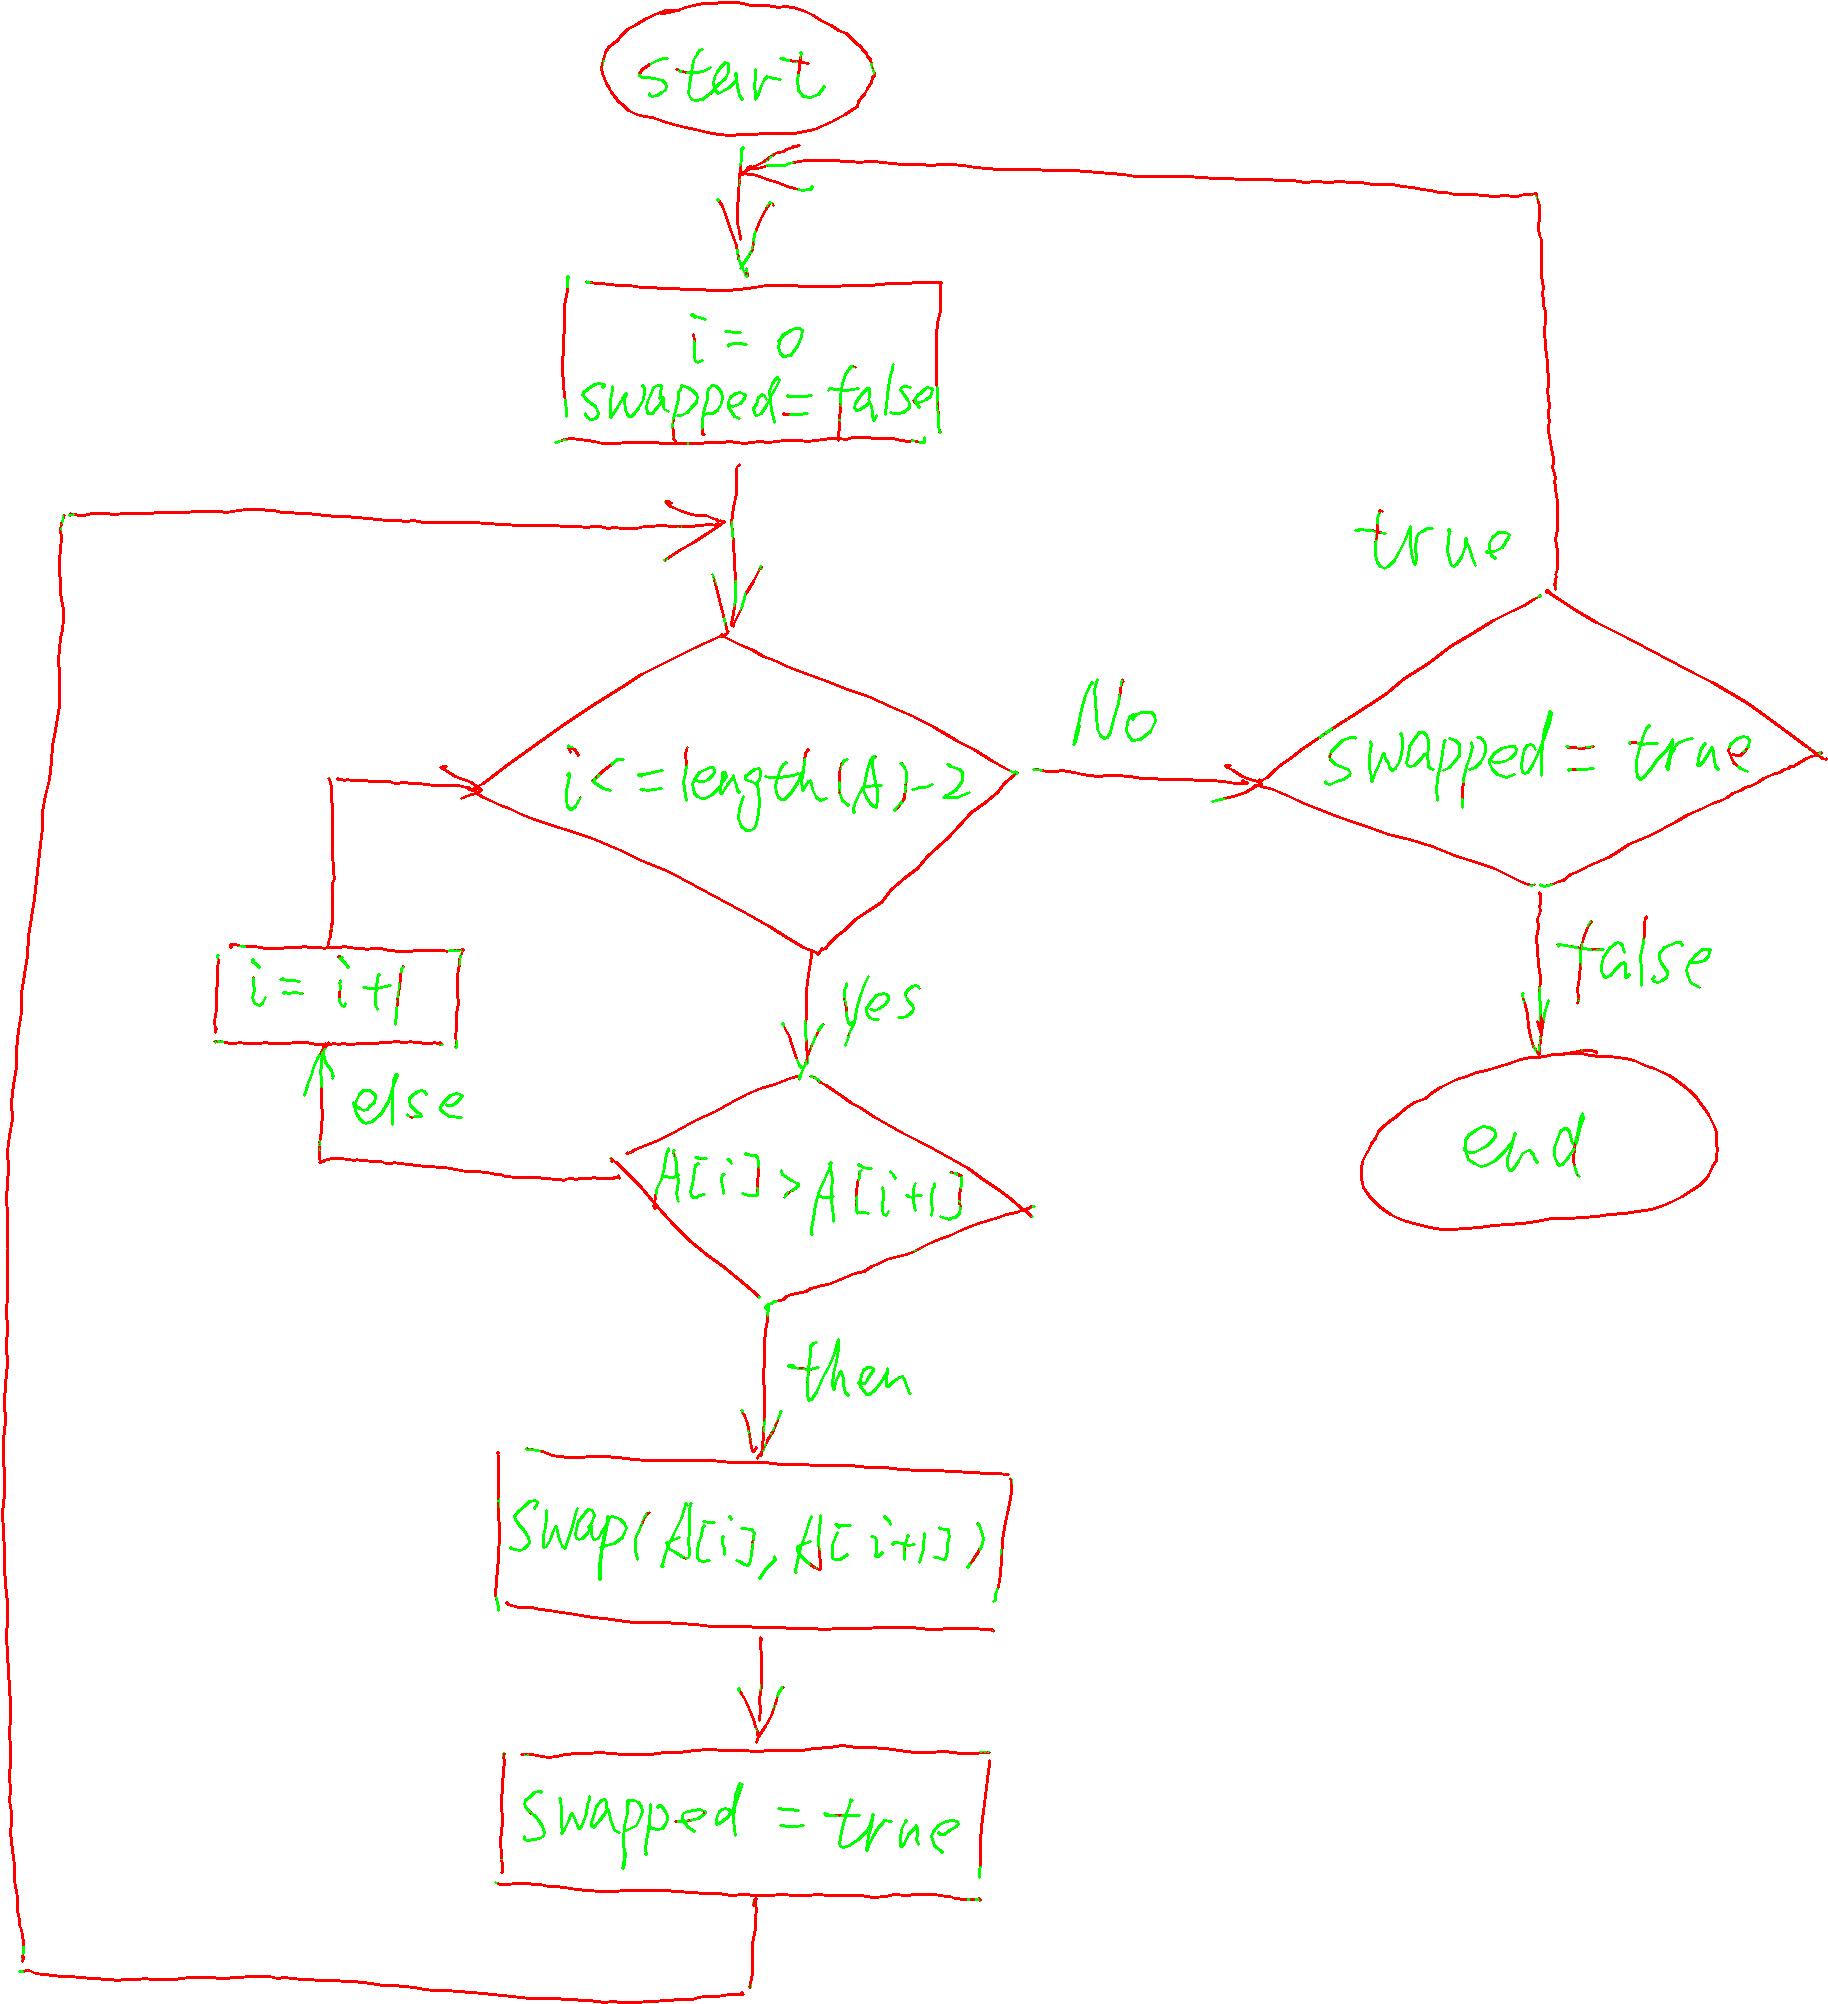 start
i = 0
swapped = false
true
No
i <= length(A)-2
swapped = true
i = i+1
yes
false
else
end
A[i] > A[i+1]
then
swap(A[i], A[i+1])
swapped = true